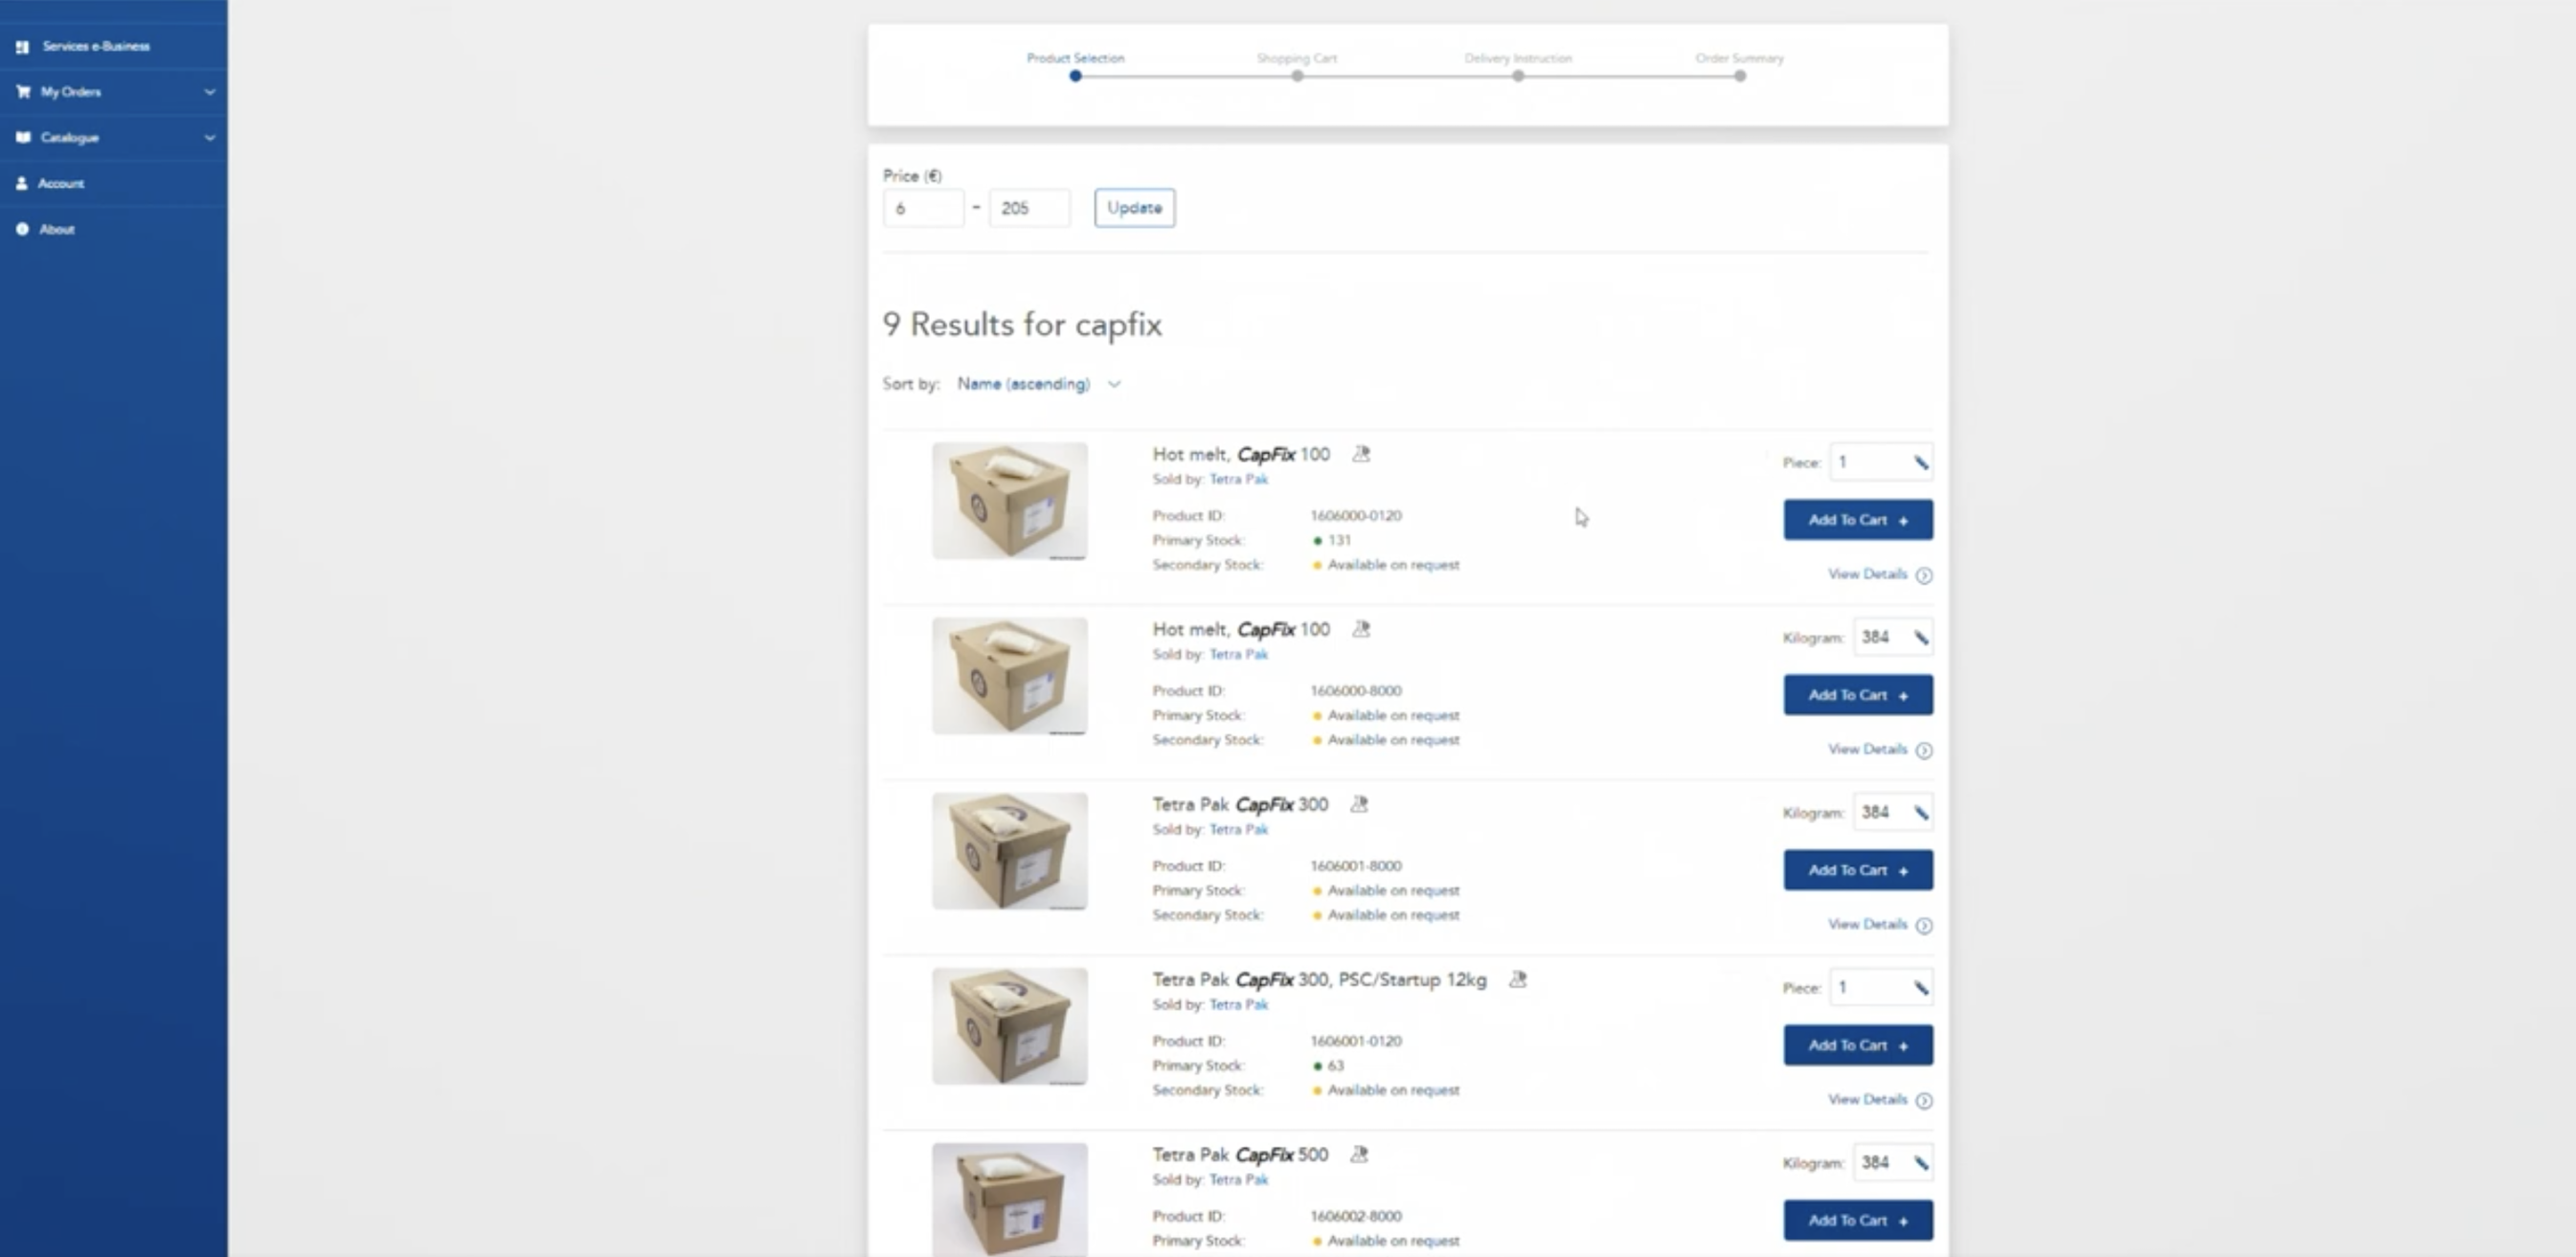 Services e-Business
My Orders
Catalogue
Account
About
Product Selection
Shopping Cart
Delivery Instruction
Order Summary
Price (€)
6 - 205 Update
9 Results for capfix
Sort by: Name (ascending)
Hot melt, CapFix 100
Sold by: Tetra Pak
Product ID: 1606000-0120
Primary Stock: 131
Secondary Stock: Available on request
Piece: 1
Add To Cart +
View Details
Hot melt, CapFix 100
Sold by: Tetra Pak
Product ID: 1606000-8000
Primary Stock: Available on request
Secondary Stock: Available on request
Kilogram: 384
Add To Cart +
View Details
Tetra Pak CapFix 300
Sold by: Tetra Pak
Product ID: 1606001-8000
Primary Stock: Available on request
Secondary Stock: Available on request
Kilogram: 384
Add To Cart +
View Details
Tetra Pak CapFix 300, PSC/Startup 12kg
Sold by: Tetra Pak
Product ID: 1606001-0120
Primary Stock: 63
Secondary Stock: Available on request
Piece: 1
Add To Cart +
View Details
Tetra Pak CapFix 500
Sold by: Tetra Pak
Product ID: 1606002-8000
Primary Stock: Available on request
Kilogram: 384
Add To Cart +